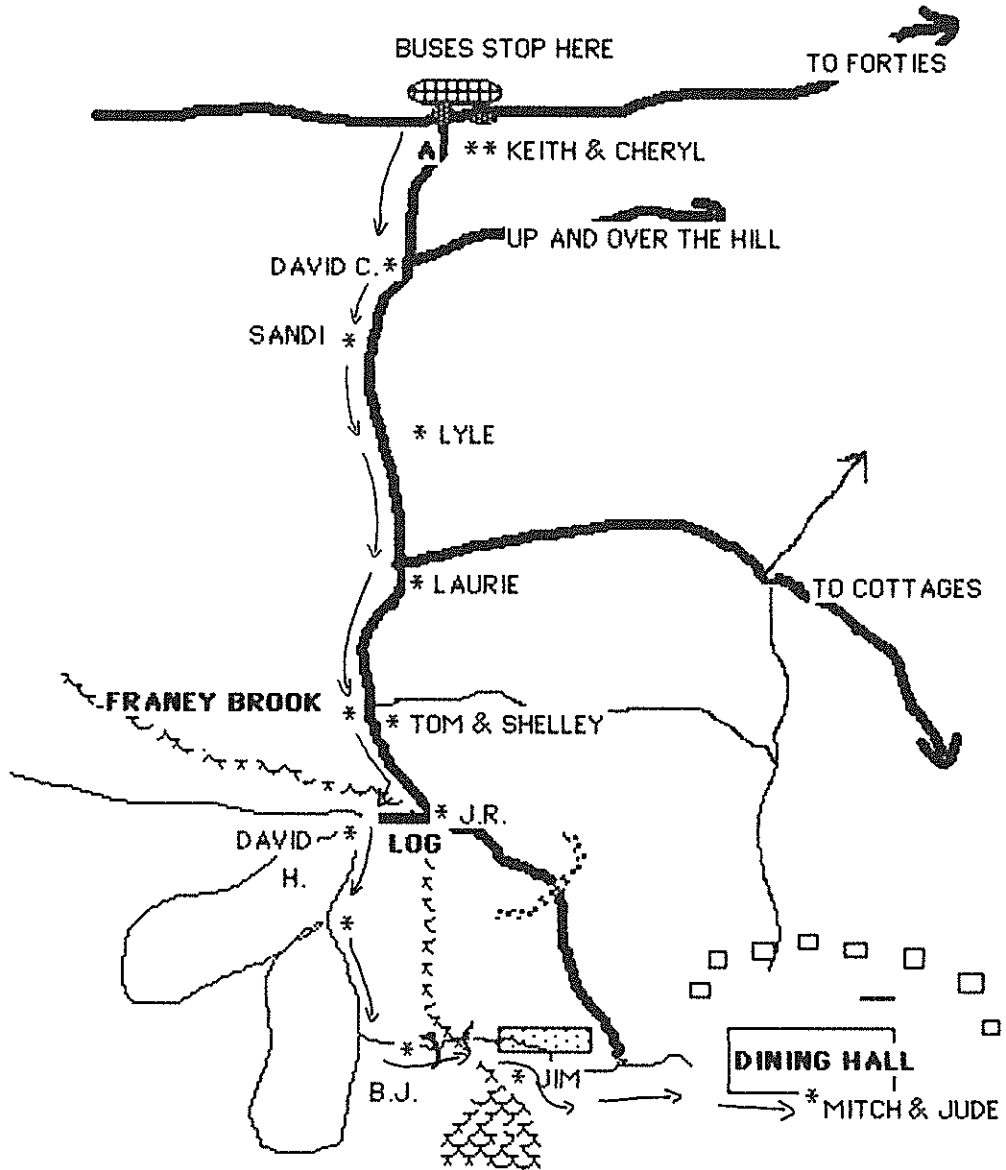 BUSES STOP HERE
TO FORTIES
A ** KEITH & CHERYL
UP AND OVER THE HILL
DAVID C. *
SANDI *
* LYLE
* LAURIE
TO COTTAGES
FRANEY BROOK
*
* TOM & SHELLEY
* J.R.
LOG
DAVID *
H.
*
*
B.J.
* JIM
DINING HALL
* MITCH & JUDE